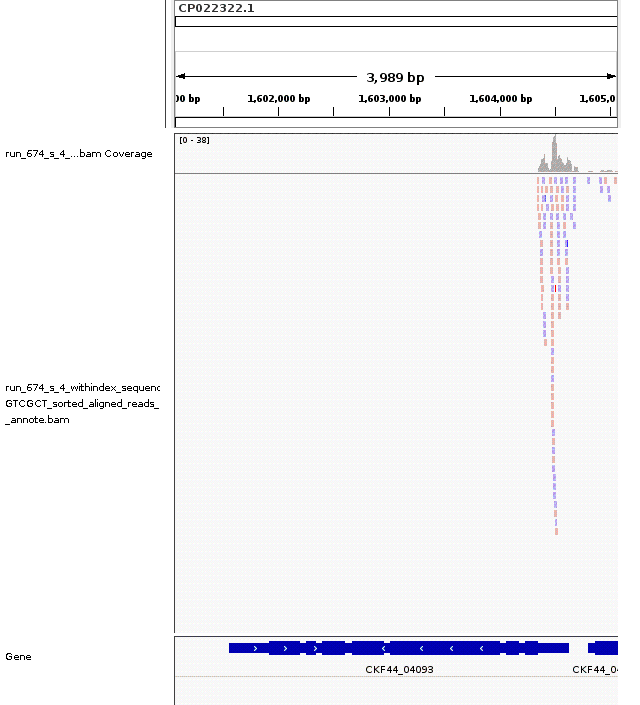 CP022322.1
3,989 bp
00 bp 1,602,000 bp 1,603,000 bp 1,604,000 bp 1,605,0
[0 - 38]
run_674_s_4_...bam Coverage
run_674_s_4_withindex_sequenc
GTCGCT_sorted_aligned_reads_
_annote.bam
Gene
CKF44_04093 CKF44_04